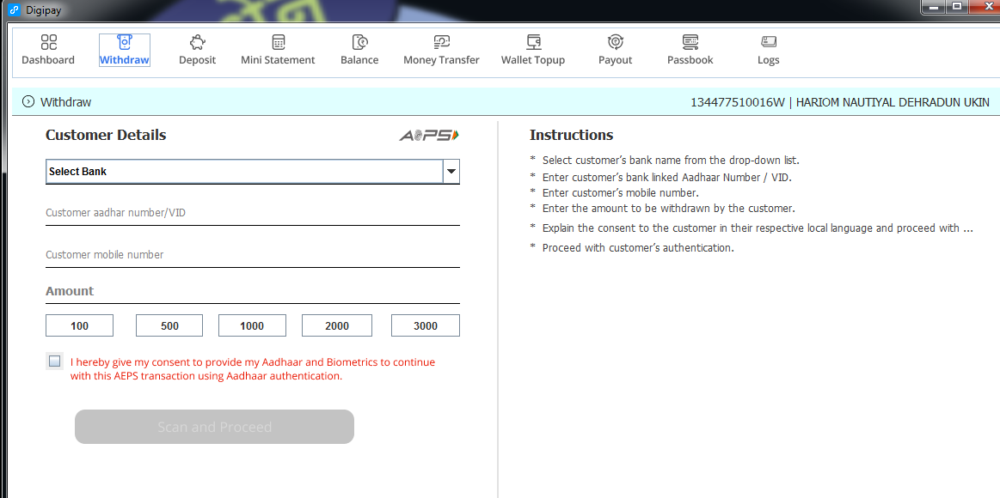 Digipay
Dashboard Withdraw Deposit Mini Statement Balance Money Transfer Wallet Topup Payout Passbook Logs
Withdraw 134477510016W | HARIOM NAUTIYAL DEHRADUN UKIN
Customer Details
AePS
Select Bank
Customer aadhar number/VID
Customer mobile number
Amount
100 500 1000 2000 3000
I hereby give my consent to provide my Aadhaar and Biometrics to continue
with this AEPS transaction using Aadhaar authentication.
Scan and Proceed
Instructions
* Select customer's bank name from the drop-down list.
* Enter customer's bank linked Aadhaar Number / VID.
* Enter customer's mobile number.
* Enter the amount to be withdrawn by the customer.
* Explain the consent to the customer in their respective local language and proceed with ...
* Proceed with customer's authentication.